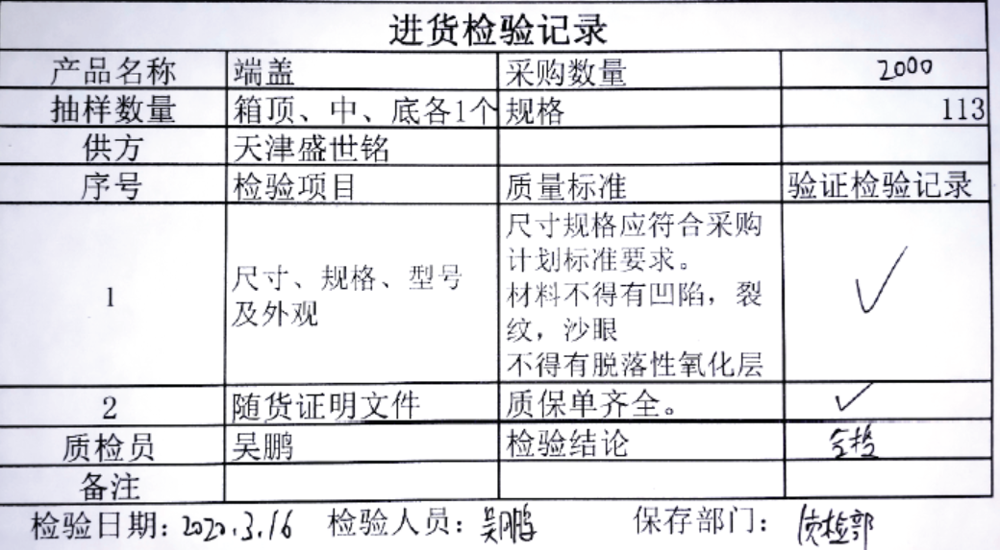 进货检验记录
产品名称 端盖 采购数量 2000
抽样数量 箱顶、中、底各1个 规格 113
供方 天津盛世铭
序号 检验项目 质量标准 验证检验记录
1 尺寸、规格、型号及外观 尺寸规格应符合采购
计划标准要求。
材料不得有凹陷，裂
纹，沙眼
不得有脱落性氧化层 ✓
2 随货证明文件 质保单齐全。 ✓
质检员 吴鹏 检验结论 全检
备注
检验日期：2020.3.16 检验人员：吴鹏 保存部门：质检部